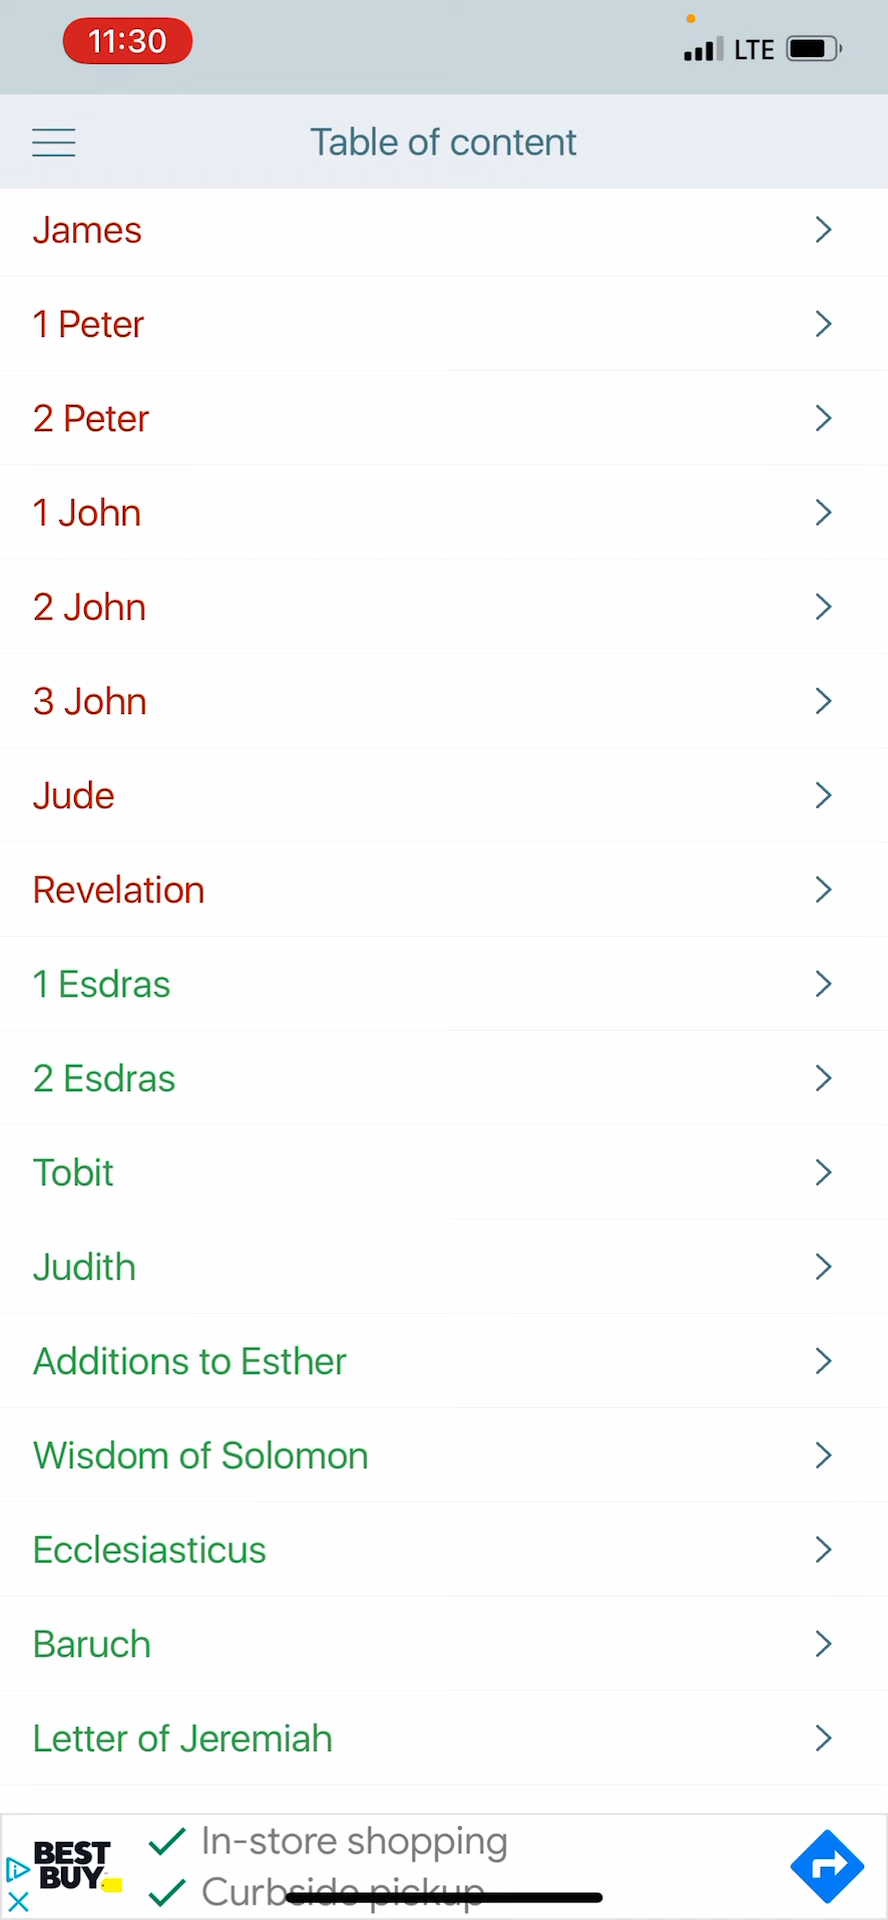 11:30
LTE
Table of content
James
1 Peter
2 Peter
1 John
2 John
3 John
Jude
Revelation
1 Esdras
2 Esdras
Tobit
Judith
Additions to Esther
Wisdom of Solomon
Ecclesiasticus
Baruch
Letter of Jeremiah
BEST
BUY
In-store shopping
Curbside pickup